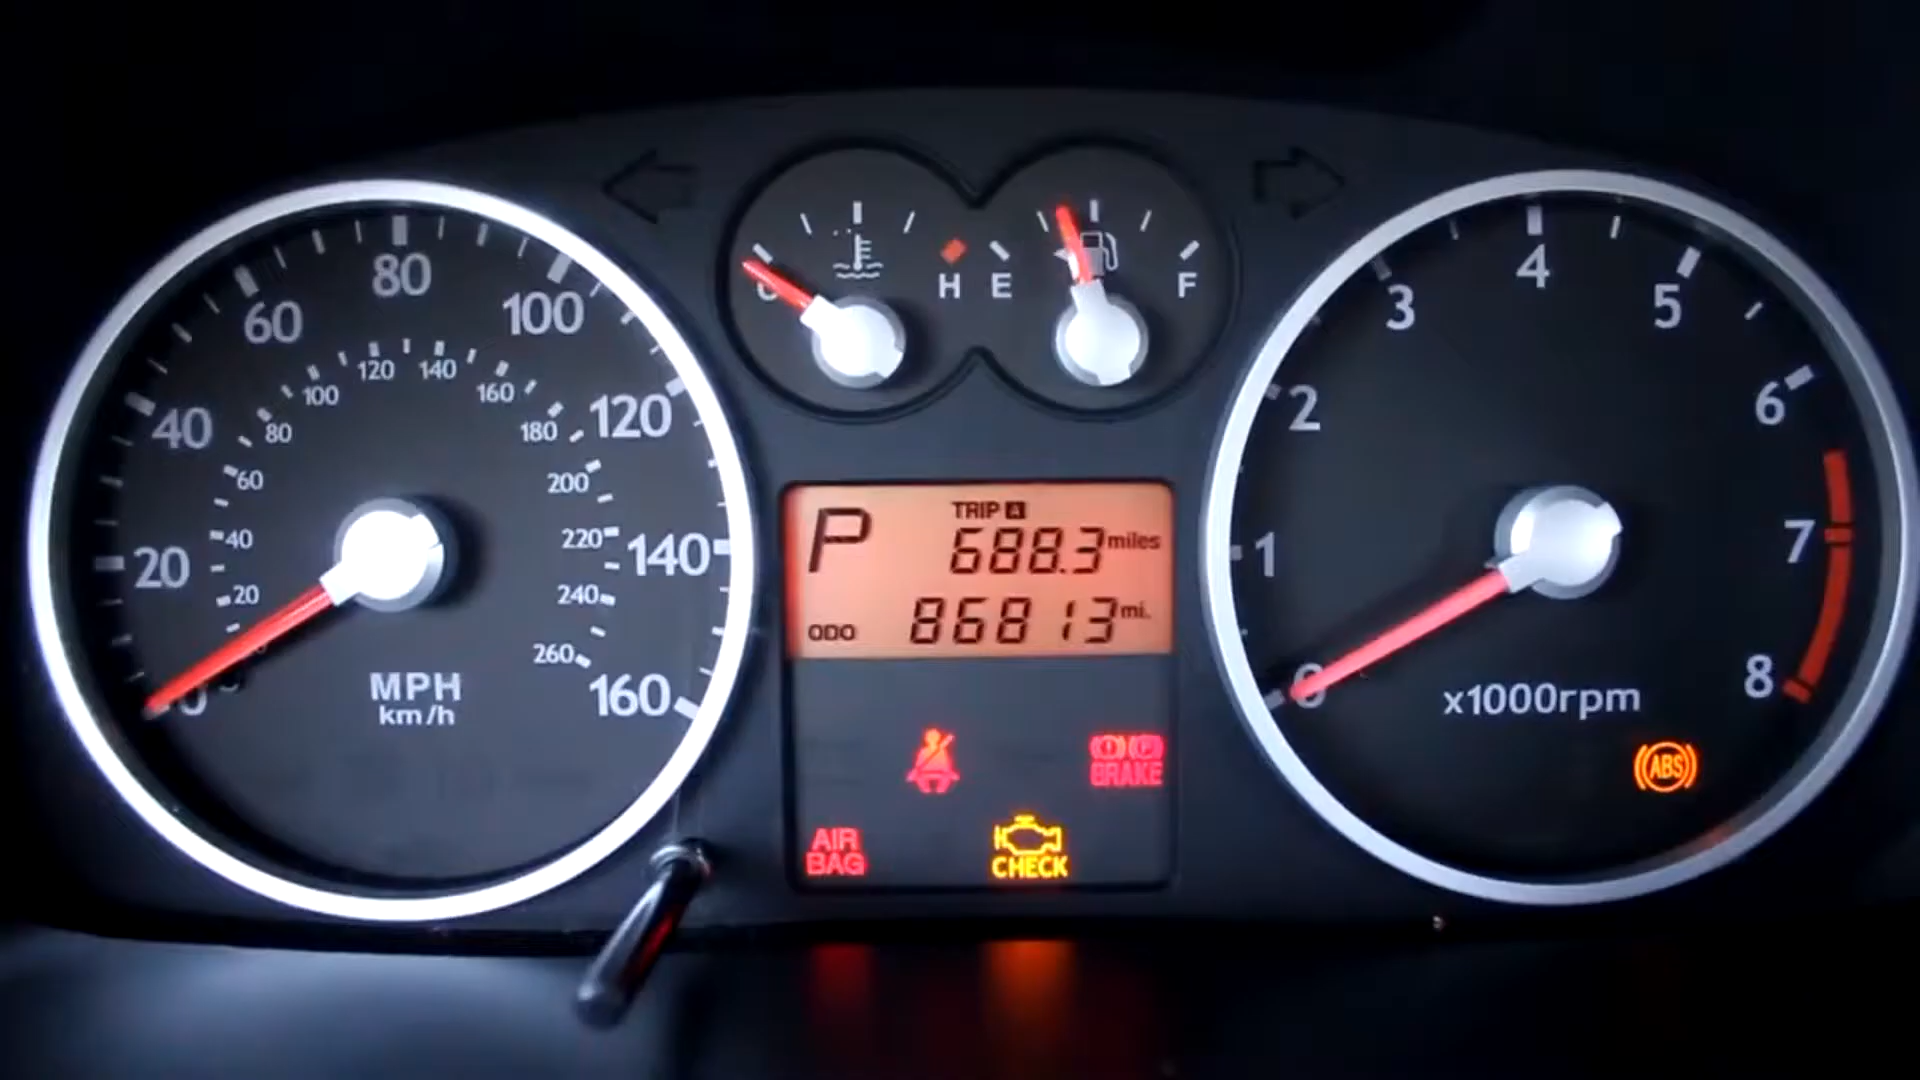 80
60
100
40
120
20
140
0
160
120
140
100
160
80
180
60
200
40
220
20
240
260
MPH
km/h
C
H
E
F
P
TRIP A
688.3 miles
ODO
86813 mi.
BRAKE
AIR
BAG
CHECK
4
3
5
2
6
1
7
0
8
x1000rpm
ABS